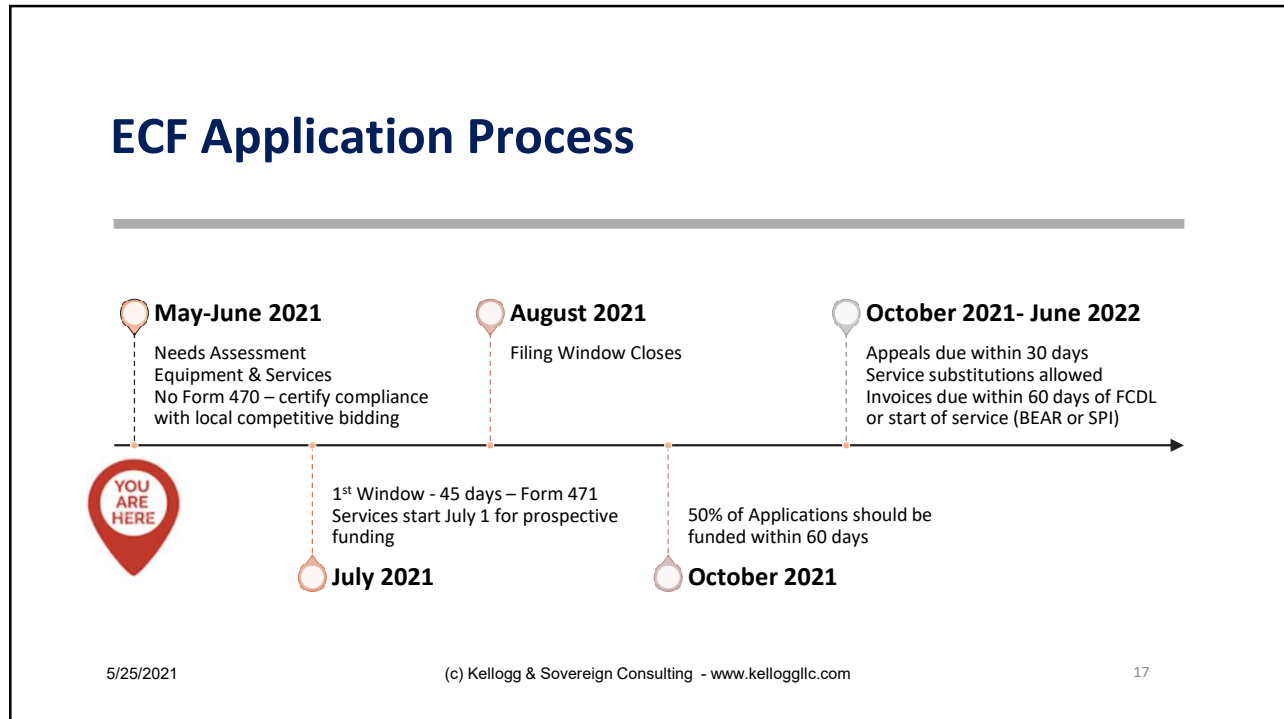 ECF Application Process
May-June 2021
Needs Assessment
Equipment & Services
No Form 470 – certify compliance
with local competitive bidding
YOU
ARE
HERE
1st Window - 45 days – Form 471
Services start July 1 for prospective
funding
July 2021
August 2021
Filing Window Closes
50% of Applications should be
funded within 60 days
October 2021
October 2021- June 2022
Appeals due within 30 days
Service substitutions allowed
Invoices due within 60 days of FCDL
or start of service (BEAR or SPI)
5/25/2021
(c) Kellogg & Sovereign Consulting - www.kelloggllc.com
17